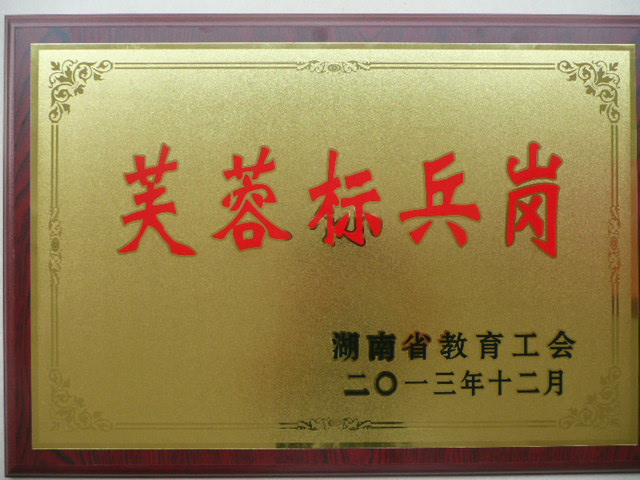 芙蓉标兵岗
湖南省教育工会
二〇一三年十二月